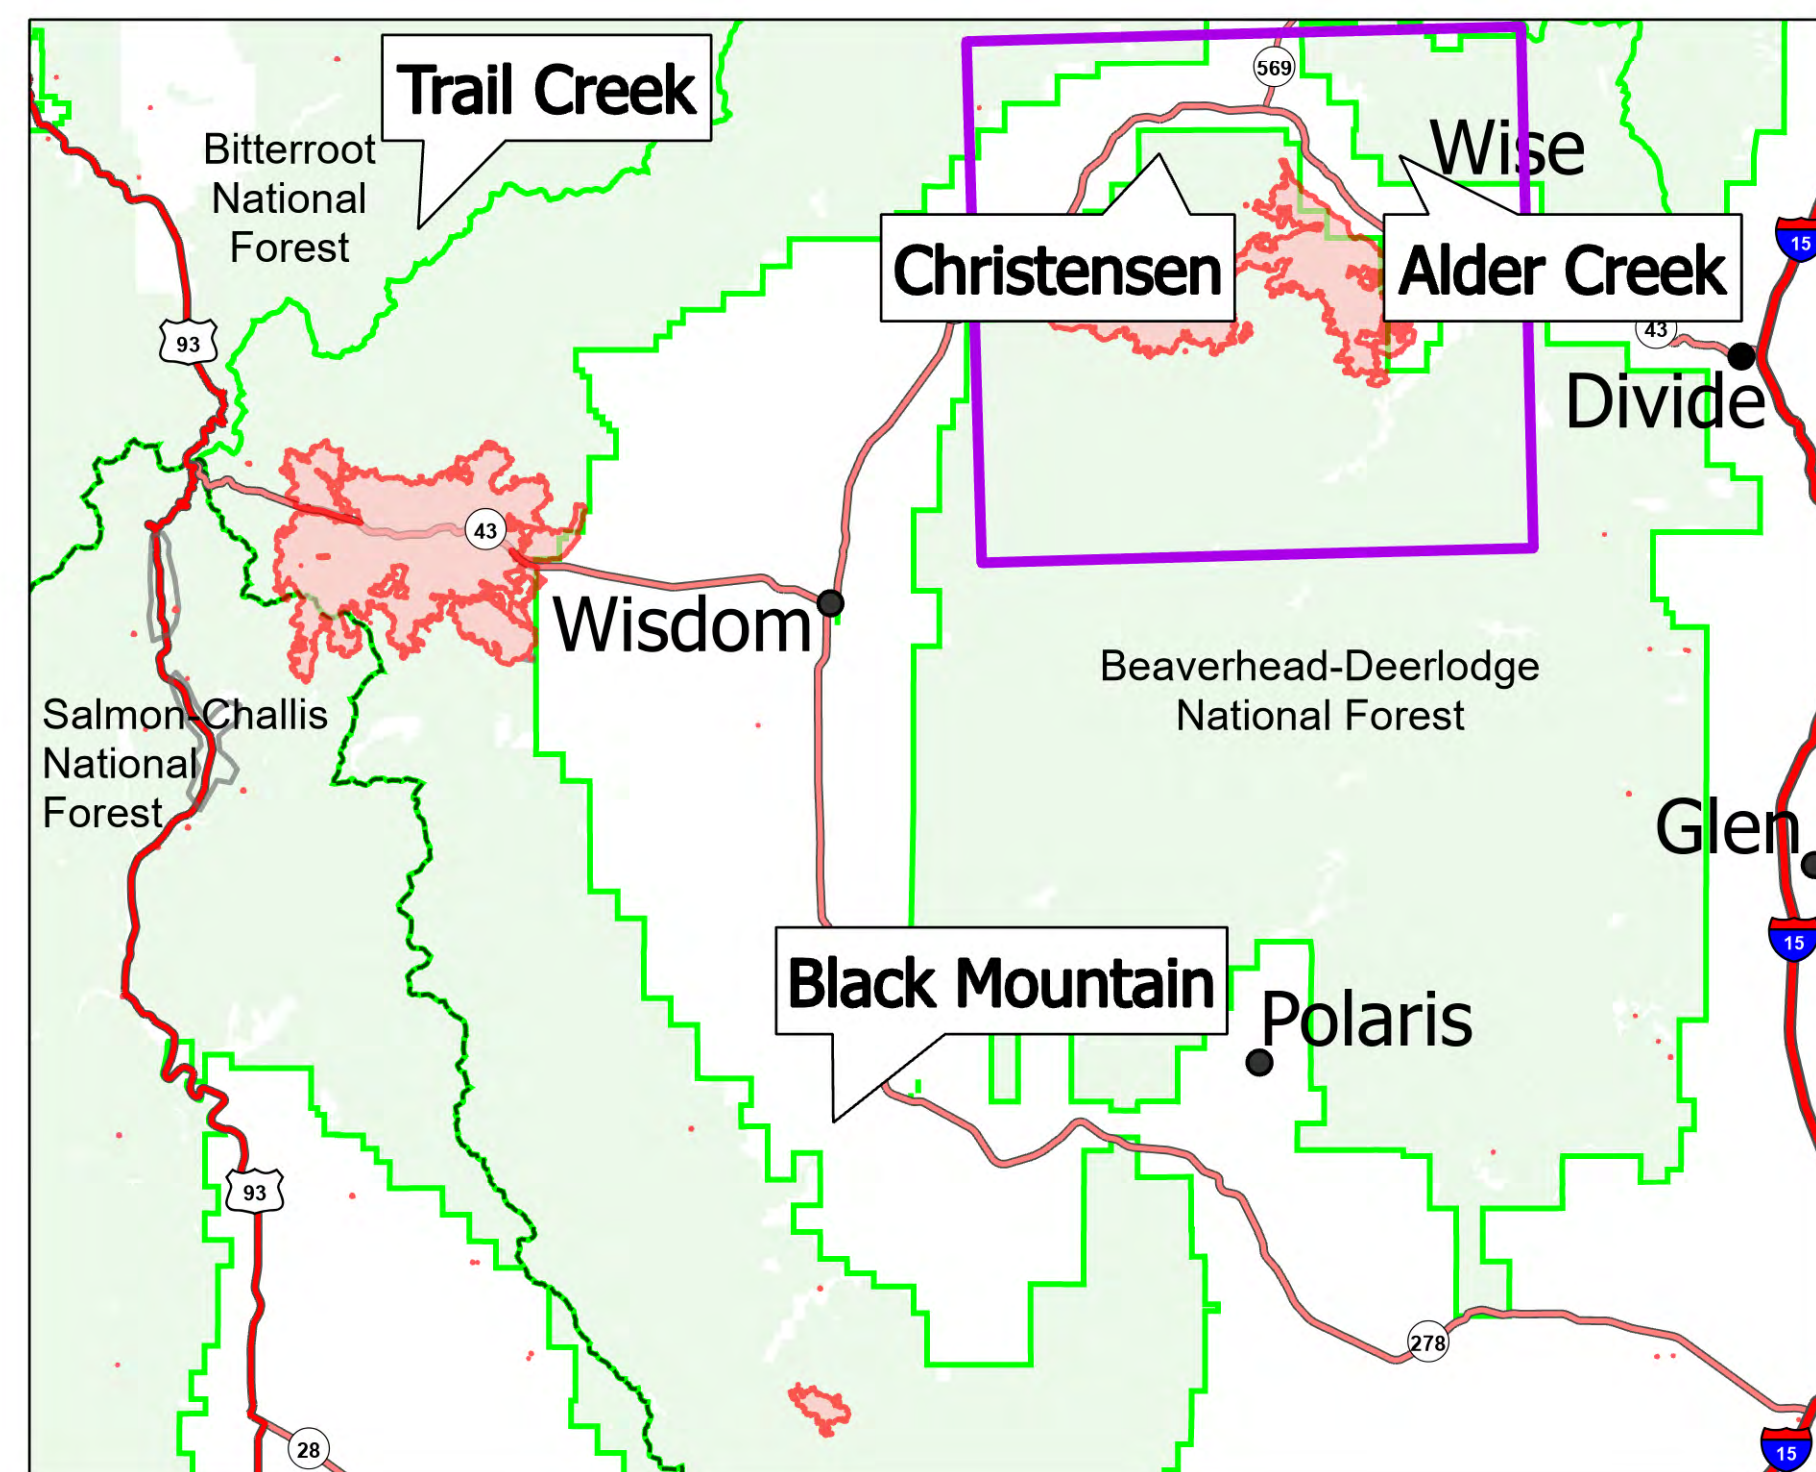 569
Trail Creek
Wise
Bitterroot
National
Forest
15
Christensen
Alder Creek
93
43
Divide
43
Wisdom
Beaverhead-Deerlodge
National Forest
Salmon-Challis
National
Forest
Glen
15
Black Mountain
Polaris
93
278
28
15